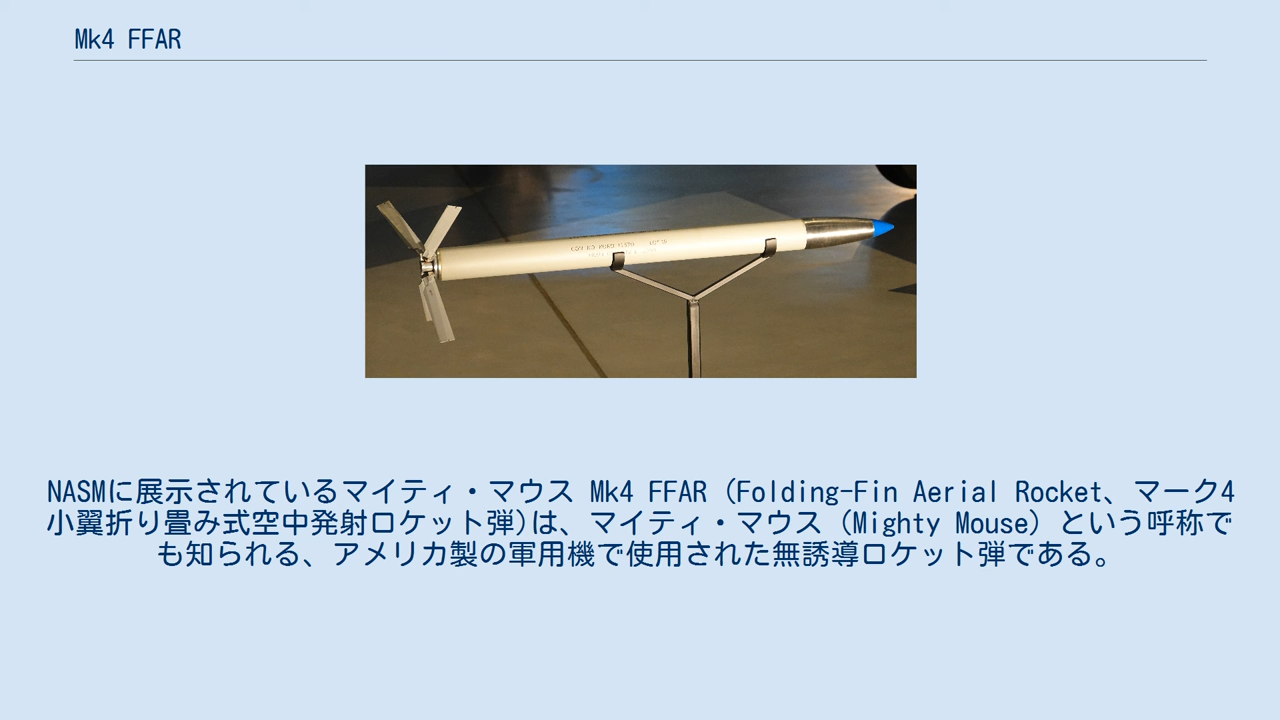 Mk4 FFAR
NASMに展示されているマイティ・マウス Mk4 FFAR (Folding-Fin Aerial Rocket、マーク4
小翼折り畳み式空中発射ロケット弾)は、マイティ・マウス (Mighty Mouse) という呼称で
も知られる、アメリカ製の軍用機で使用された無誘導ロケット弾である。